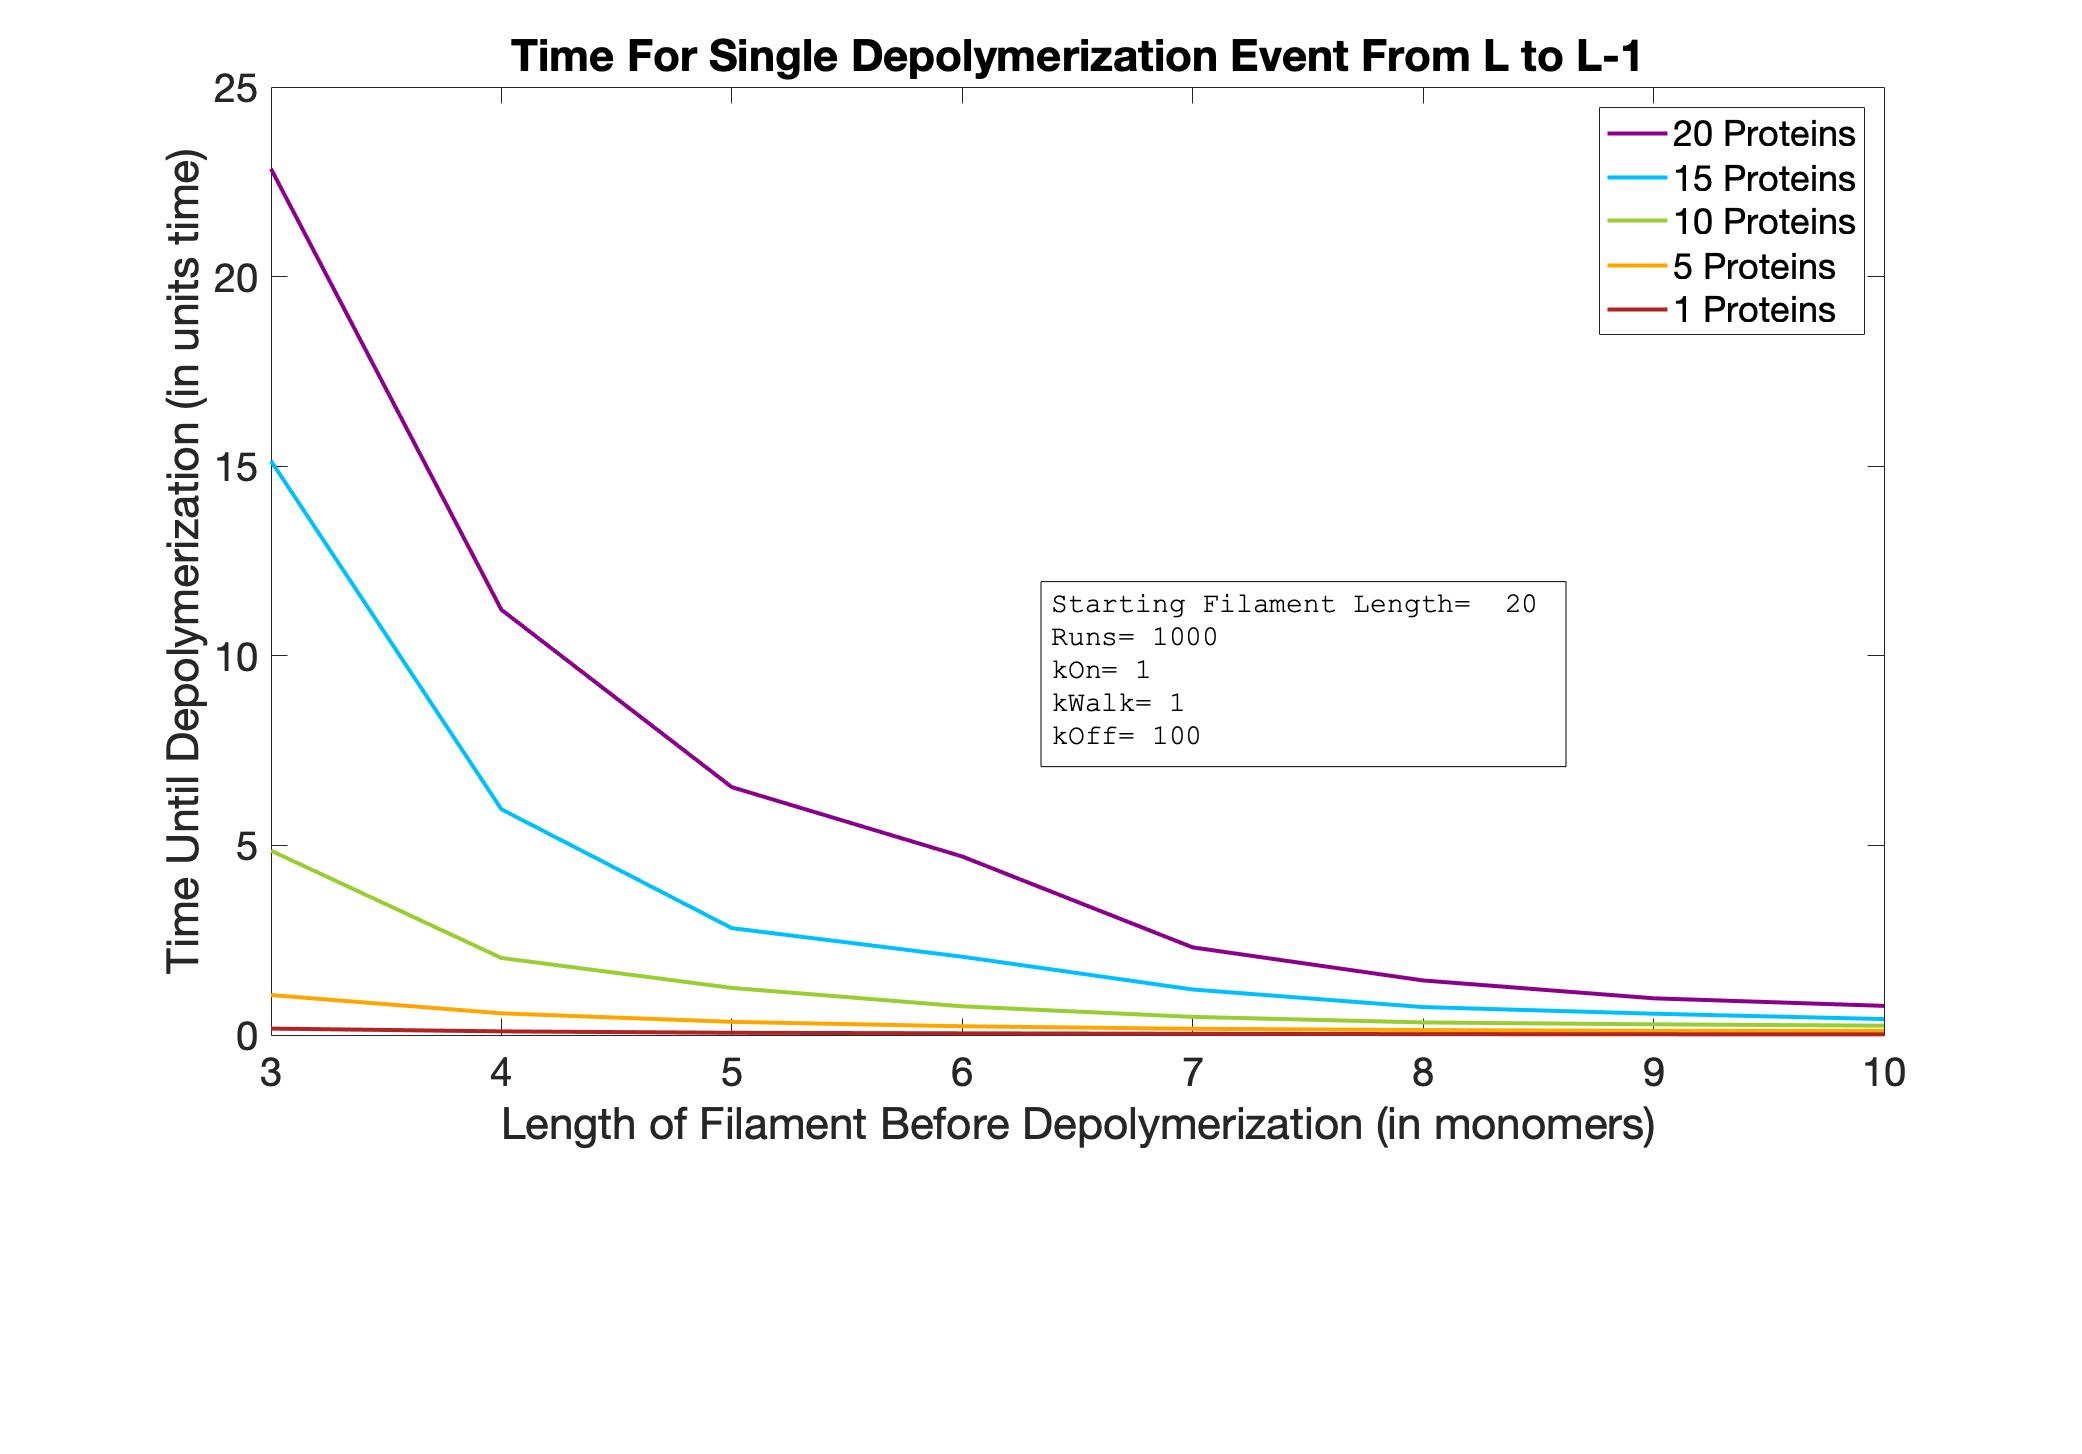 Time For Single Depolymerization Event From L to L-1
Time Until Depolymerization (in units time)
25
20
15
10
5
0
20 Proteins
15 Proteins
10 Proteins
5 Proteins
1 Proteins
Starting Filament Length= 20
Runs= 1000
kOn= 1
kWalk= 1
kOff= 100
3 4 5 6 7 8 9 10
Length of Filament Before Depolymerization (in monomers)